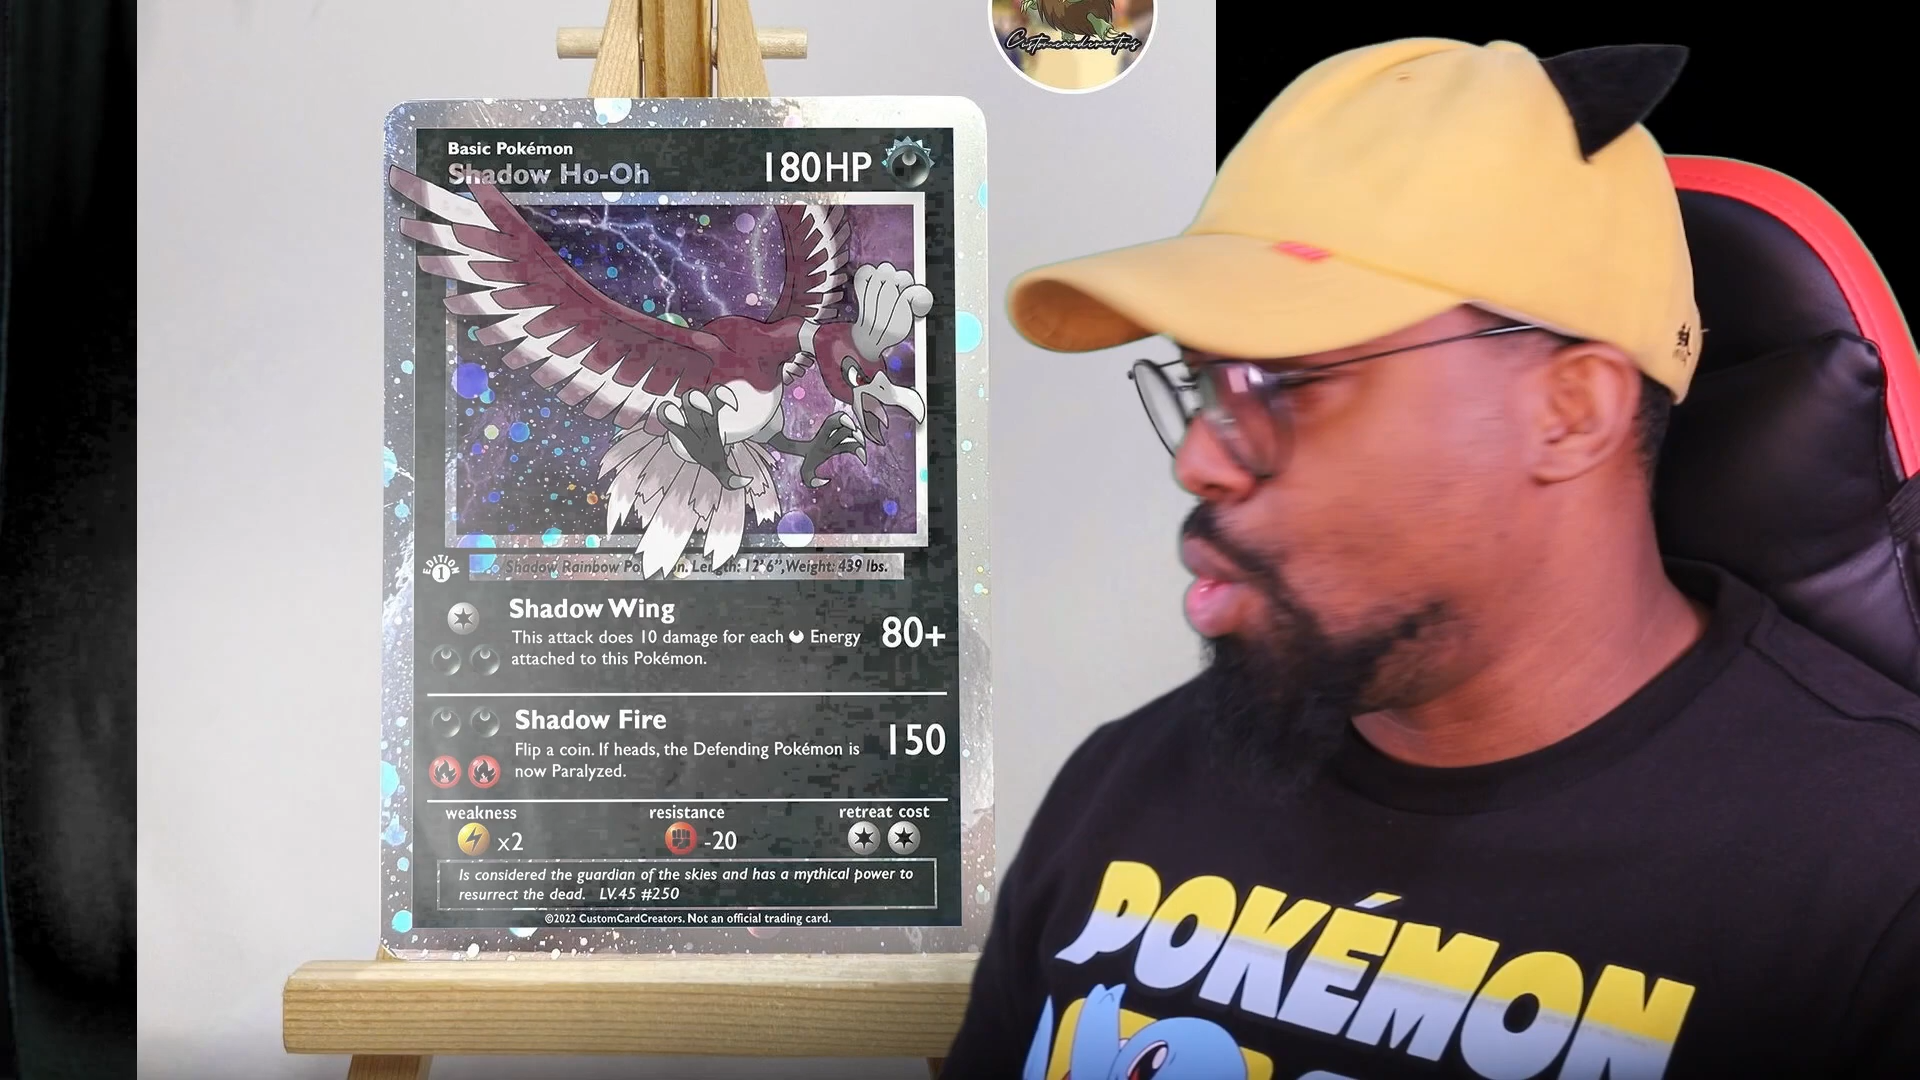 Customcardcreators
Basic Pokémon
Shadow Ho-Oh
180HP
EDITION
1
Shadow Rainbow Length: 12'6", Weight: 439 lbs.
Shadow Wing
This attack does 10 damage for each Energy
attached to this Pokémon.
80+
Shadow Fire
Flip a coin. If heads, the Defending Pokémon is
now Paralyzed.
150
weakness
x2
resistance
-20
retreat cost
Is considered the guardian of the skies and has a mythical power to
resurrect the dead. LV.45 #250
©2022 CustomCardCreators. Not an official trading card.
POKÉMON